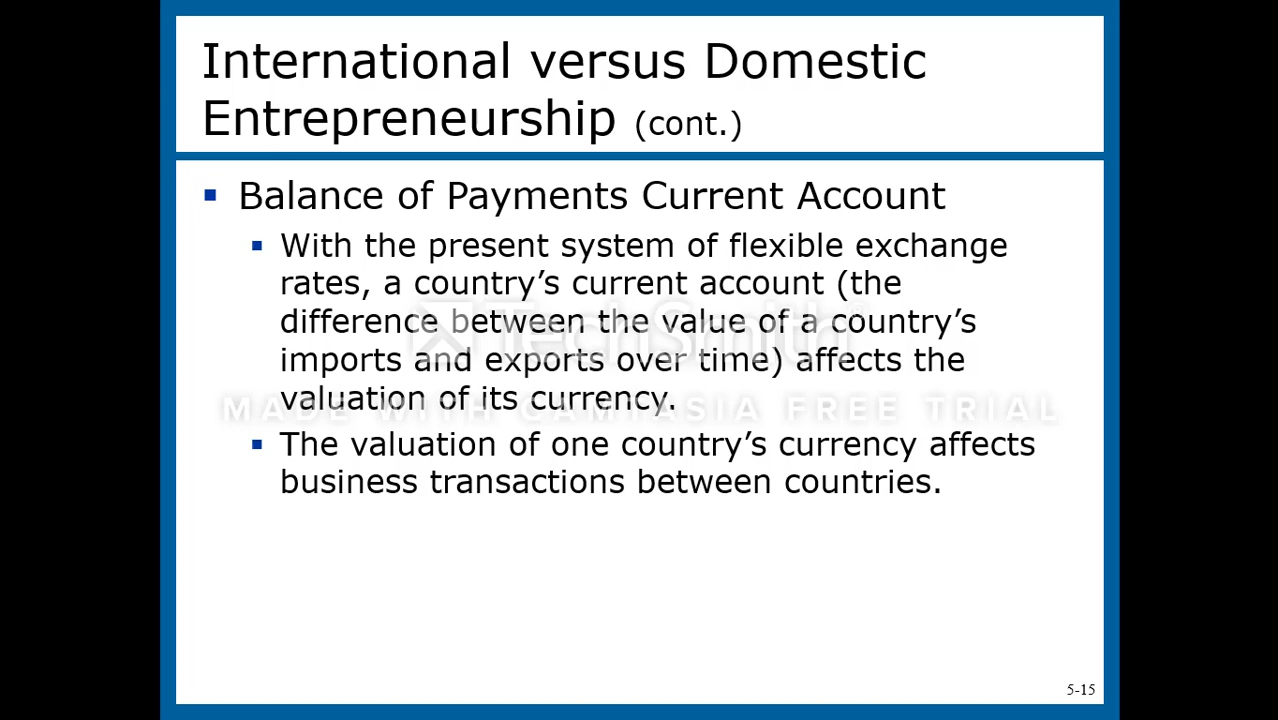 International versus Domestic
Entrepreneurship (cont.)
Balance of Payments Current Account
With the present system of flexible exchange
rates, a country’s current account (the
difference between the value of a country’s
imports and exports over time) affects the
valuation of its currency.
The valuation of one country’s currency affects
business transactions between countries.
TechSmith
MADE WITH CAMTASIA FREE TRIAL
5-15